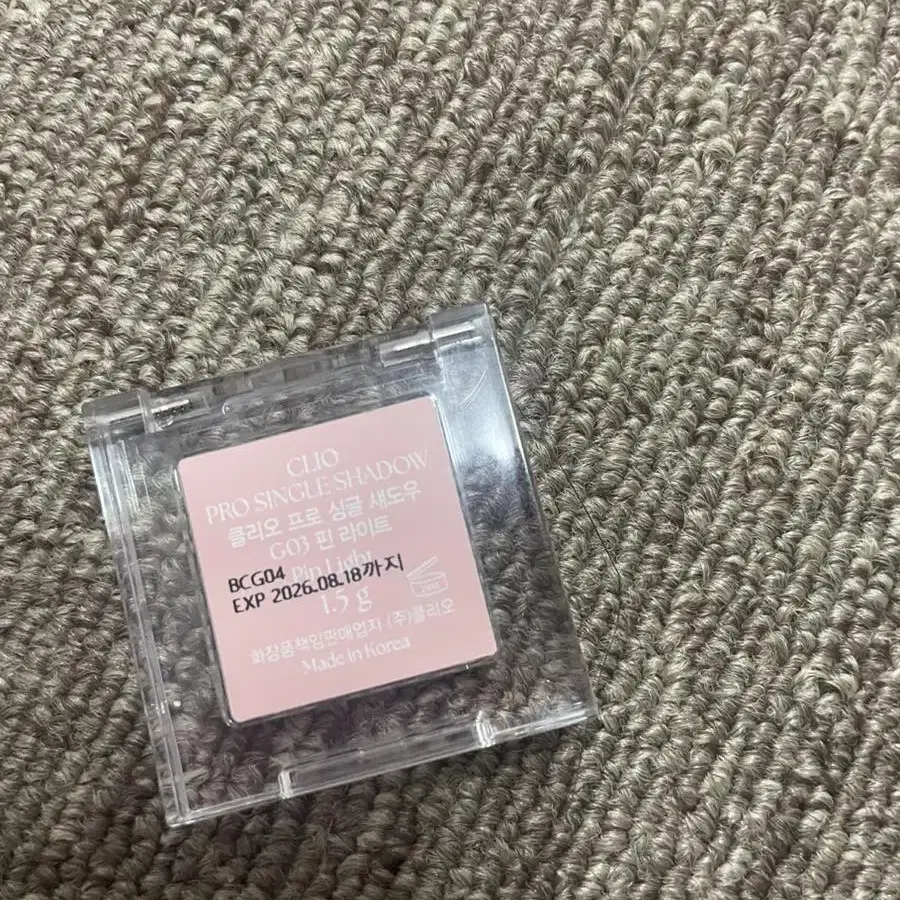 CLIO
PRO SINGLE SHADOW
클리오 프로 싱글 섀도우
G03 핀 라이트
Pin Light
BCG04
EXP 2026.08.18까지
1.5 g
화장품책임판매업자 (주)클리오
Made in Korea